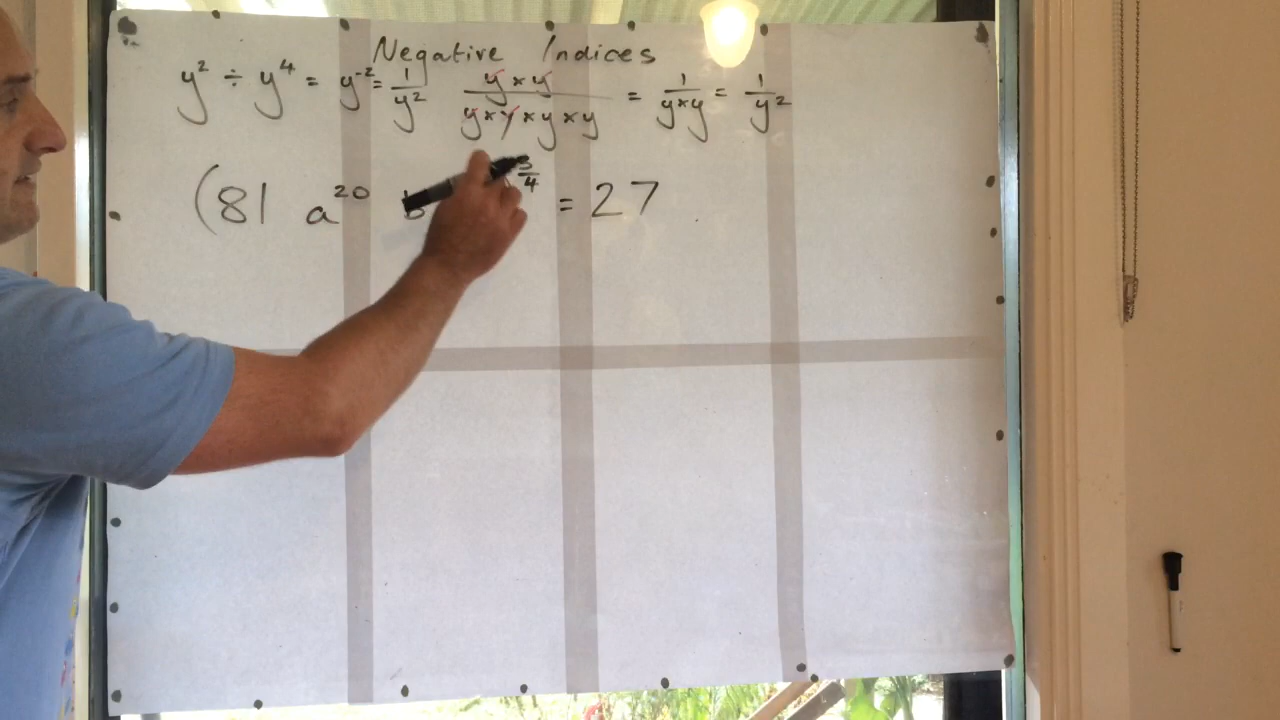 Negative Indices
y² ÷ y⁴ = y⁻² = 1/y² (y × y)/(y × y × y × y) = 1/(y × y) = 1/y²
(81 a²⁰ b 3/4 = 27